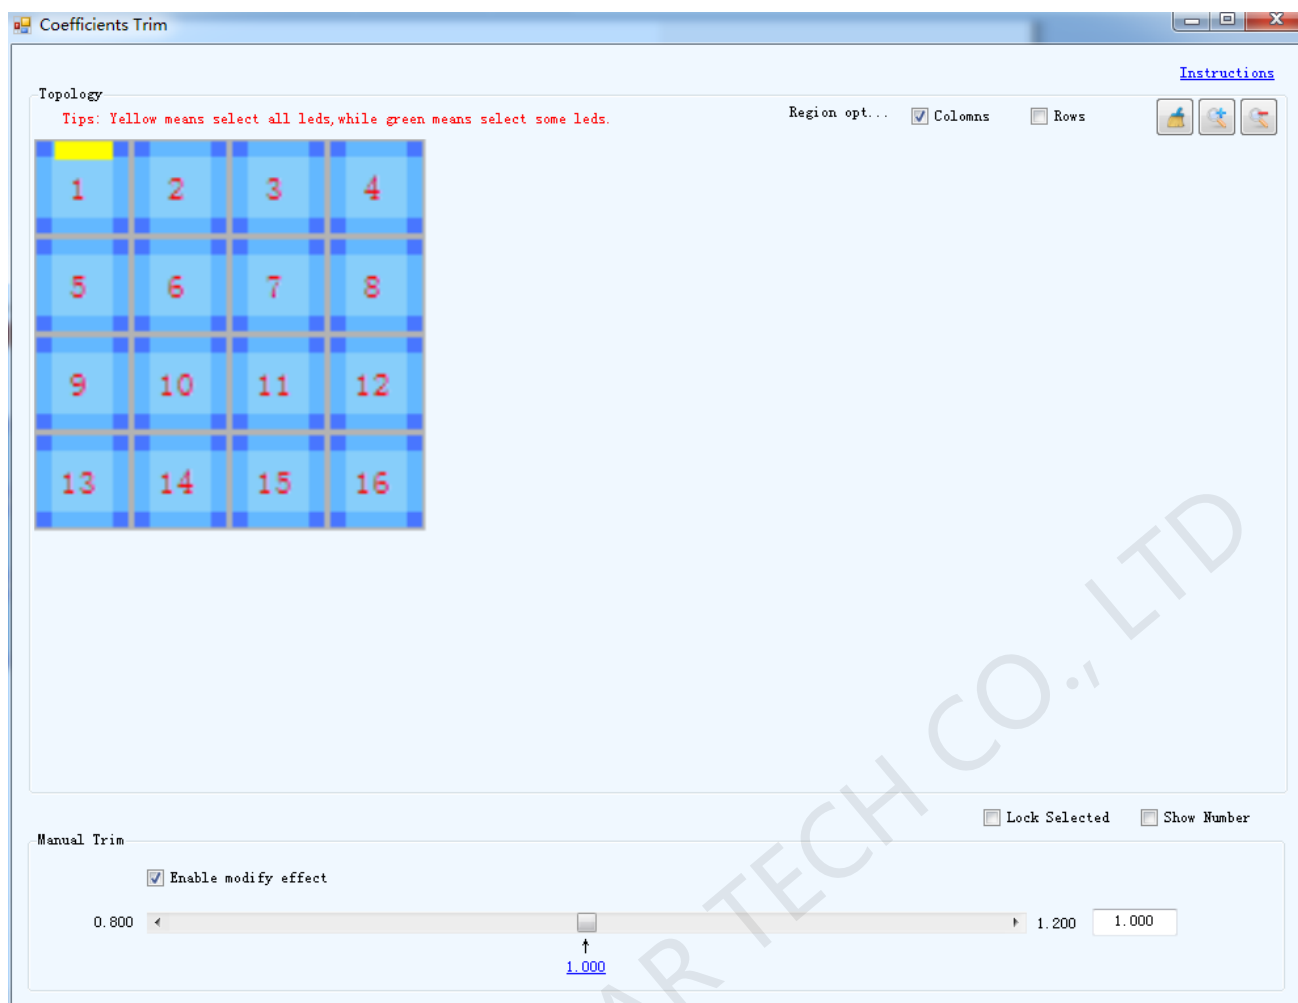 Coefficients Trim
Instructions
Topology
Tips: Yellow means select all leds,while green means select some leds.
Region opt... Colomns Rows
1 2 3 4
5 6 7 8
9 10 11 12
13 14 15 16
Lock Selected Show Number
Manual Trim
Enable modify effect
0.800 1.200 1.000
1.000
AR TECH CO., LTD